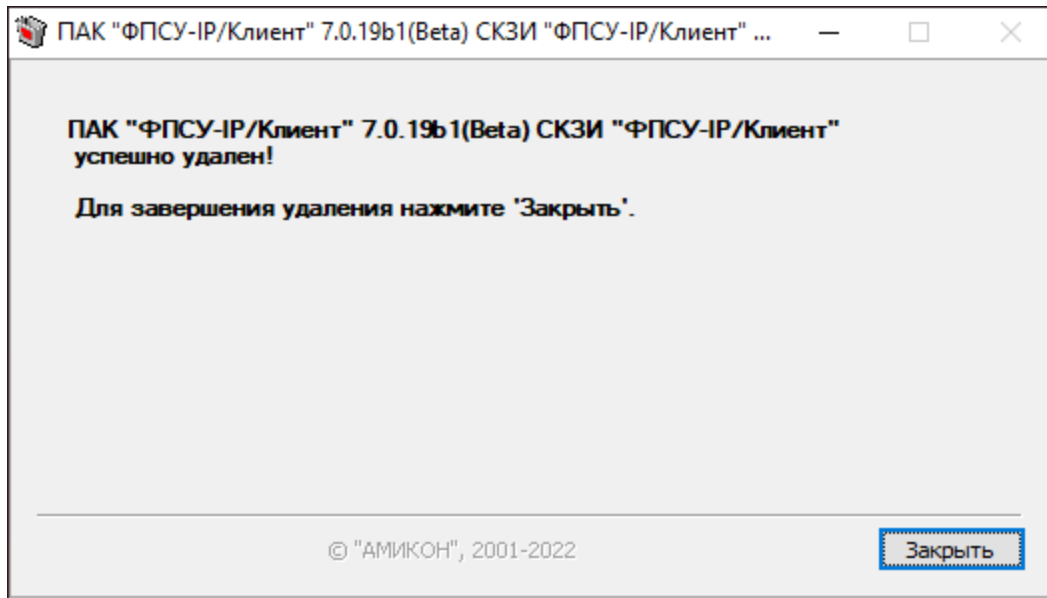 ПАК "ФПСУ-IP/Клиент" 7.0.19b1(Beta) СКЗИ "ФПСУ-IP/Клиент" ...
ПАК "ФПСУ-IP/Клиент" 7.0.19b1(Beta) СКЗИ "ФПСУ-IP/Клиент"
успешно удален!
Для завершения удаления нажмите 'Закрыть'.
© "АМИКОН", 2001-2022
Закрыть